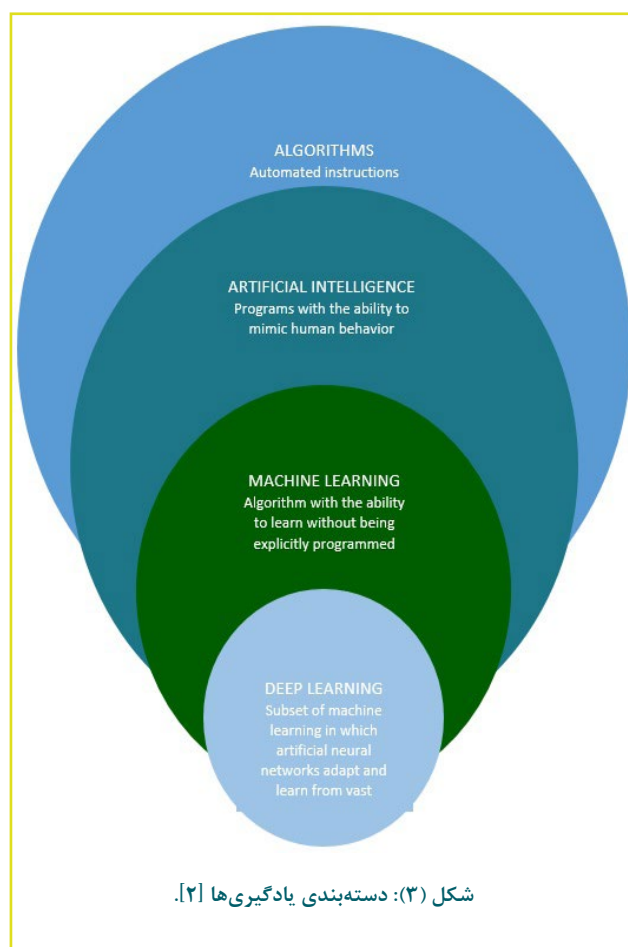 ALGORITHMS
Automated instructions
ARTIFICIAL INTELLIGENCE
Programs with the ability to
mimic human behavior
MACHINE LEARNING
Algorithm with the ability
to learn without being
explicitly programmed
DEEP LEARNING
Subset of machine
learning in which
artificial neural
networks adapt and
learn from vast
شکل (۳): دسته‌بندی یادگیری‌ها [۲].